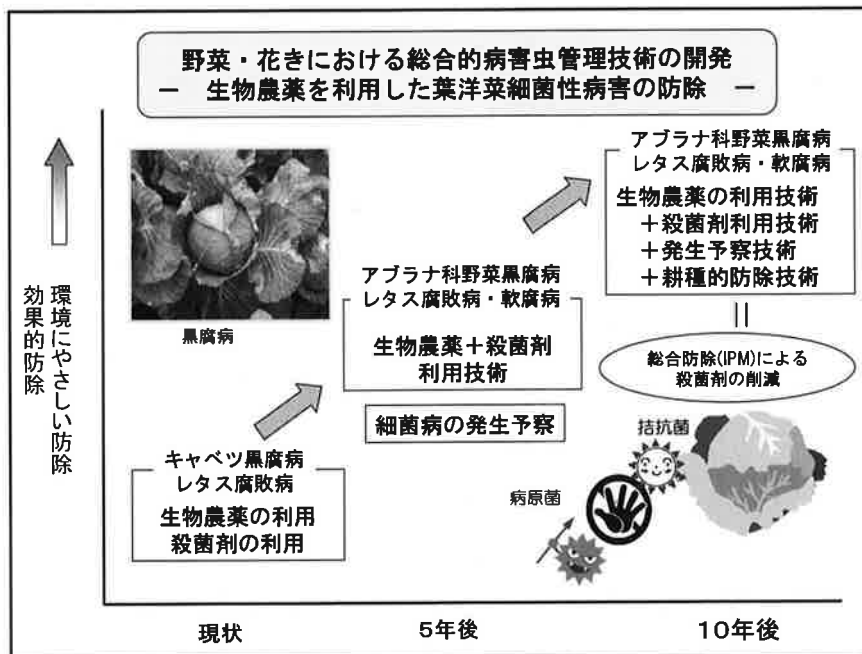 野菜・花きにおける総合的病害虫管理技術の開発
－ 生物農薬を利用した葉洋菜細菌性病害の防除 －
環境にやさしい防除
効果的防除
黒腐病
キャベツ黒腐病
レタス腐敗病
生物農薬の利用
殺菌剤の利用
アブラナ科野菜黒腐病
レタス腐敗病・軟腐病
生物農薬＋殺菌剤
利用技術
細菌病の発生予察
アブラナ科野菜黒腐病
レタス腐敗病・軟腐病
生物農薬の利用技術
＋殺菌剤利用技術
＋発生予察技術
＋耕種的防除技術
総合防除(IPM)による
殺菌剤の削減
拮抗菌
病原菌
現状
5年後
10年後